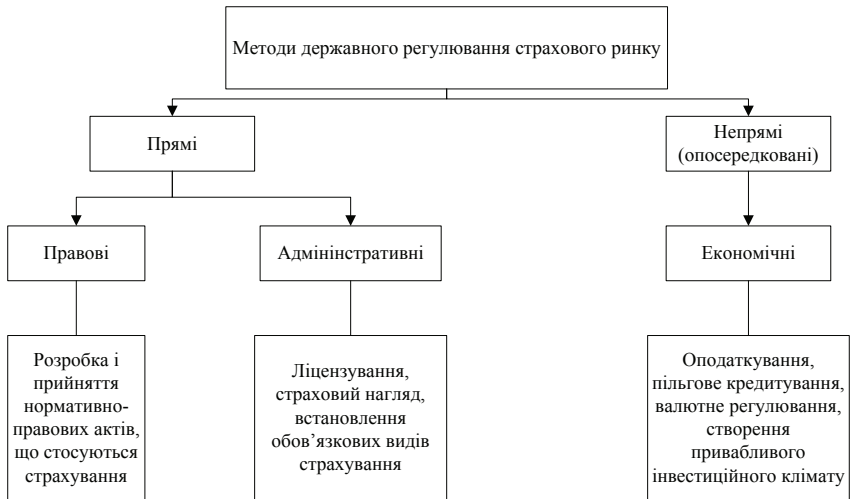 Методи державного регулювання страхового ринку
Прямі
Непрямі
(опосередковані)
Правові
Адмінінстративні
Економічні
Розробка і
прийняття
нормативно-
правових актів,
що стосуються
страхування
Ліцензування,
страховий нагляд,
встановлення
обов’язкових видів
страхування
Оподаткування,
пільгове кредитування,
валютне регулювання,
створення
привабливого
інвестиційного клімату